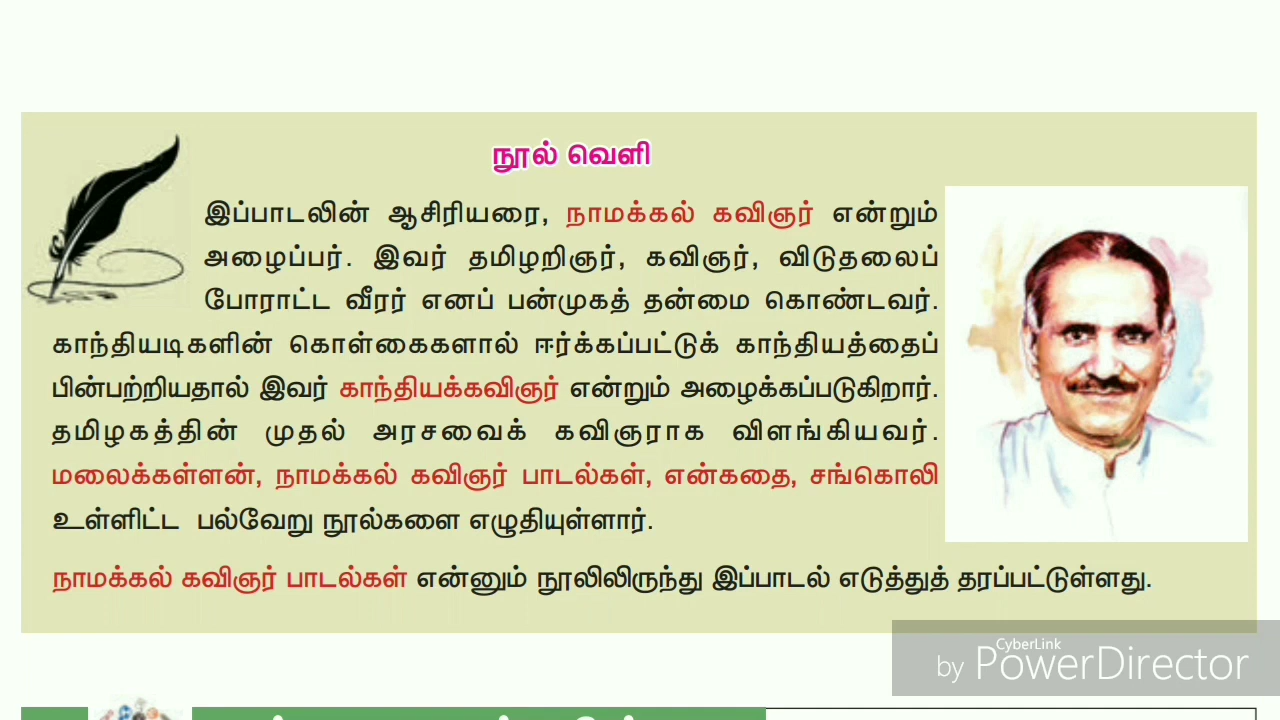 நூல் வெளி
இப்பாடலின் ஆசிரியரை, நாமக்கல் கவிஞர் என்றும்
அழைப்பர். இவர் தமிழறிஞர், கவிஞர், விடுதலைப்
போராட்ட வீரர் எனப் பன்முகத் தன்மை கொண்டவர்.
காந்தியடிகளின் கொள்கைகளால் ஈர்க்கப்பட்டுக் காந்தியத்தைப்
பின்பற்றியதால் இவர் காந்தியக்கவிஞர் என்றும் அழைக்கப்படுகிறார்.
தமிழகத்தின் முதல் அரசவைக் கவிஞராக விளங்கியவர்.
மலைக்கள்ளன், நாமக்கல் கவிஞர் பாடல்கள், என்கதை, சங்கொலி
உள்ளிட்ட பல்வேறு நூல்களை எழுதியுள்ளார்.
நாமக்கல் கவிஞர் பாடல்கள் என்னும் நூலிலிருந்து இப்பாடல் எடுத்துத் தரப்பட்டுள்ளது.
CyberLink
by PowerDirector